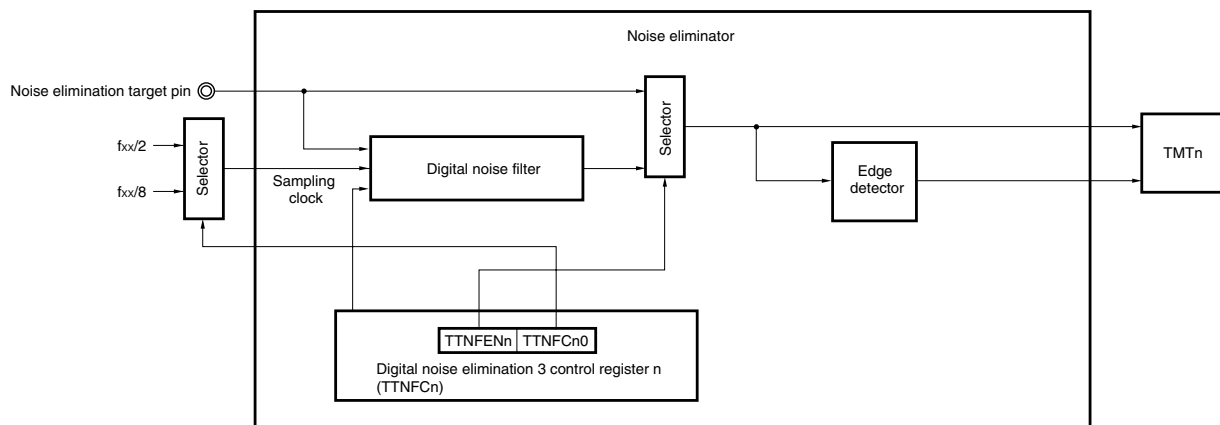 Noise eliminator
Noise elimination target pin
fxx/2
fxx/8
Selector
Sampling
clock
Digital noise filter
Selector
Edge
detector
TMTn
TTNFENn TTNFCn0
Digital noise elimination 3 control register n
(TTNFCn)